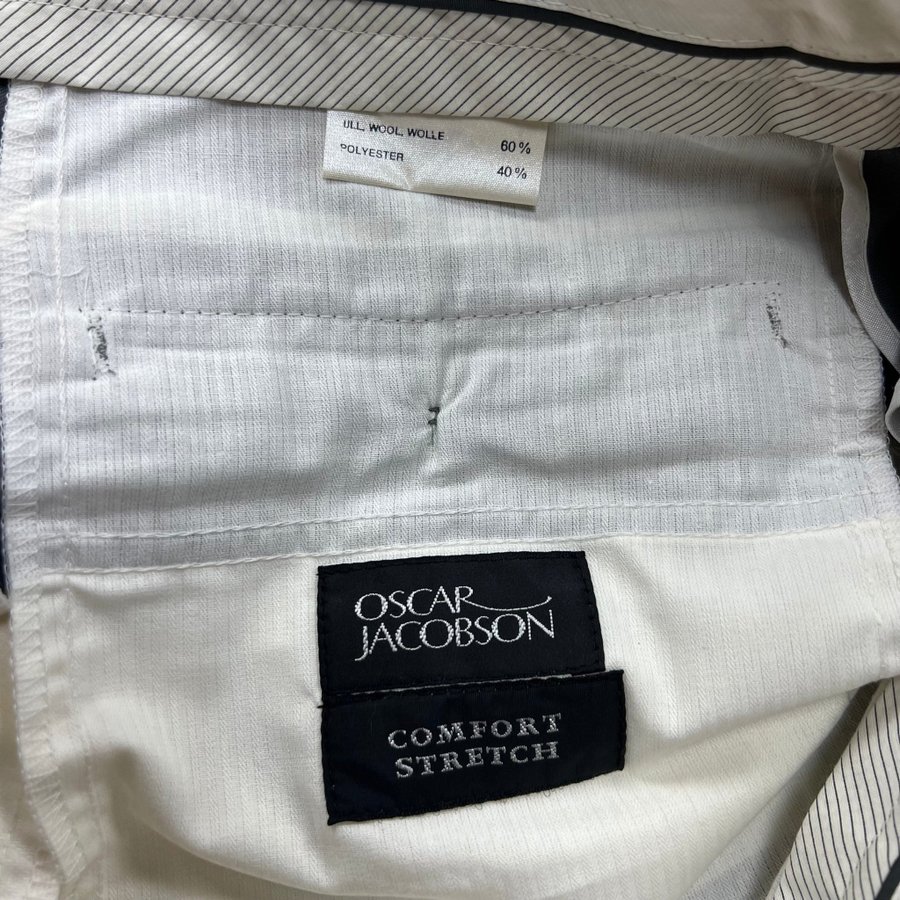 ULL, WOOL, WOLLE 60 %
POLYESTER 40 %
OSCAR
JACOBSON
COMFORT
STRETCH